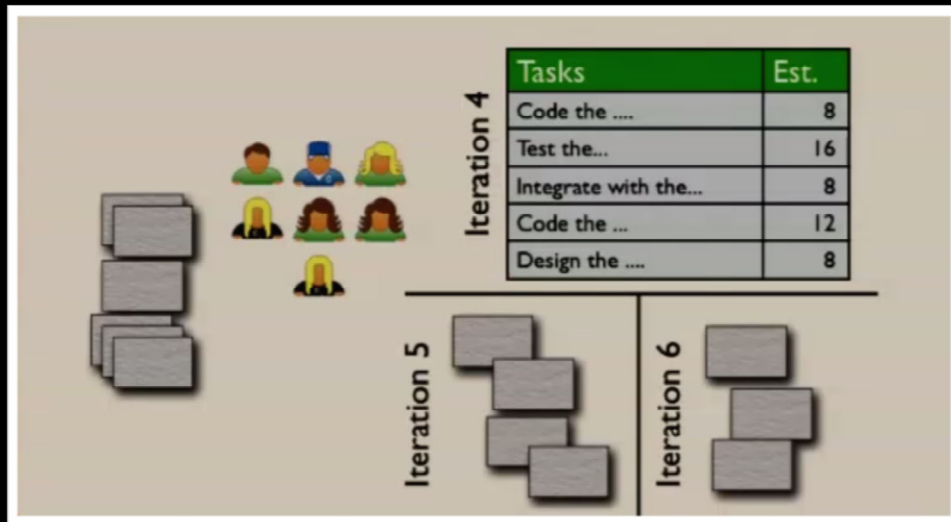 Iteration 4
Tasks Est.
Code the .... 8
Test the... 16
Integrate with the... 8
Code the ... 12
Design the .... 8
Iteration 5
Iteration 6